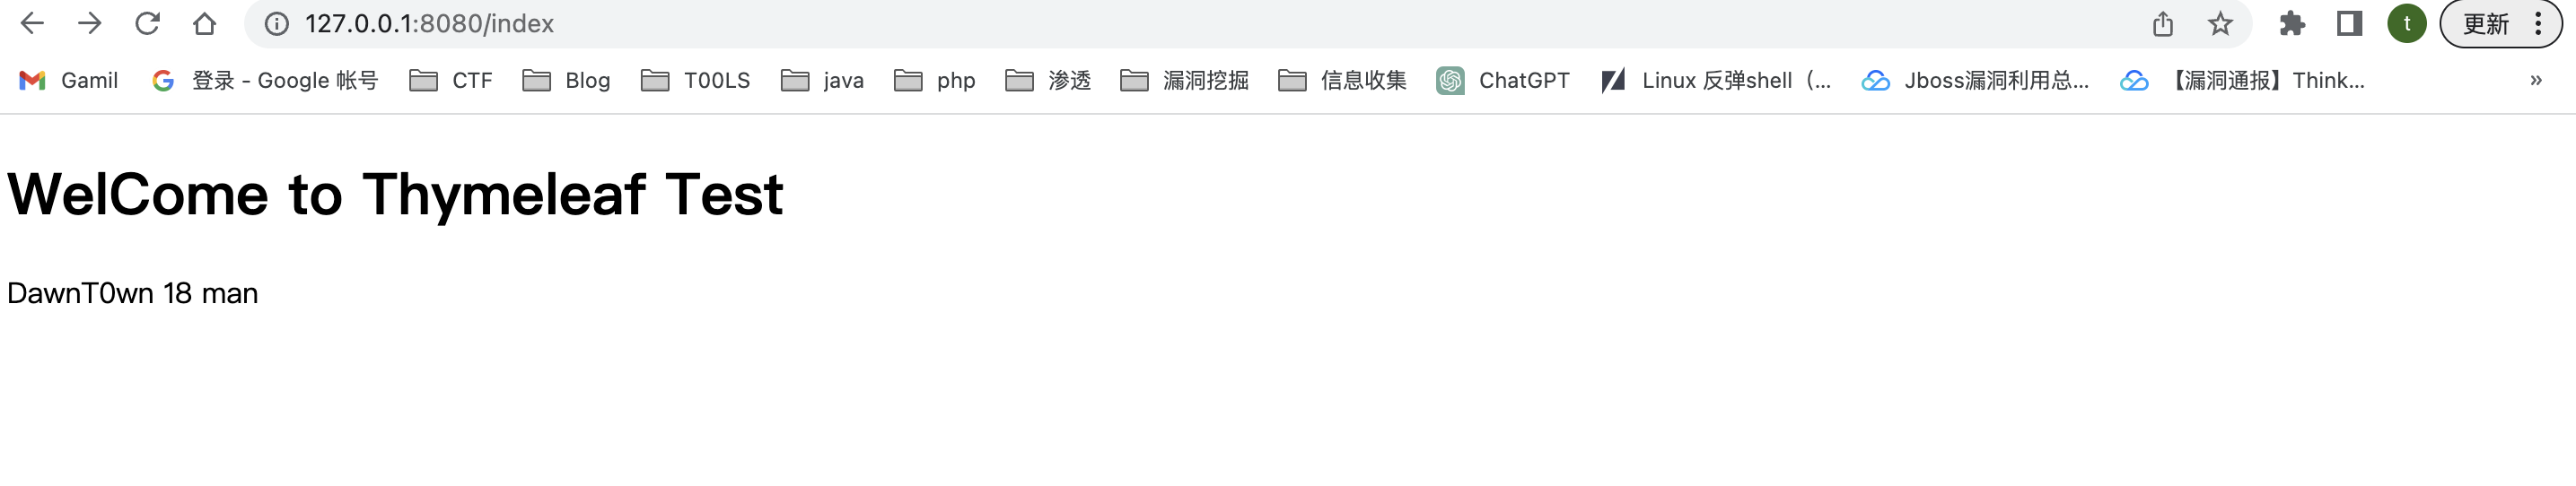 127.0.0.1:8080/index t 更新
Gamil 登录 - Google 帐号 CTF Blog T00LS java php 渗透 漏洞挖掘 信息收集 ChatGPT Linux 反弹shell（... Jboss漏洞利用总... 【漏洞通报】Think... »
WelCome to Thymeleaf Test
DawnT0wn 18 man